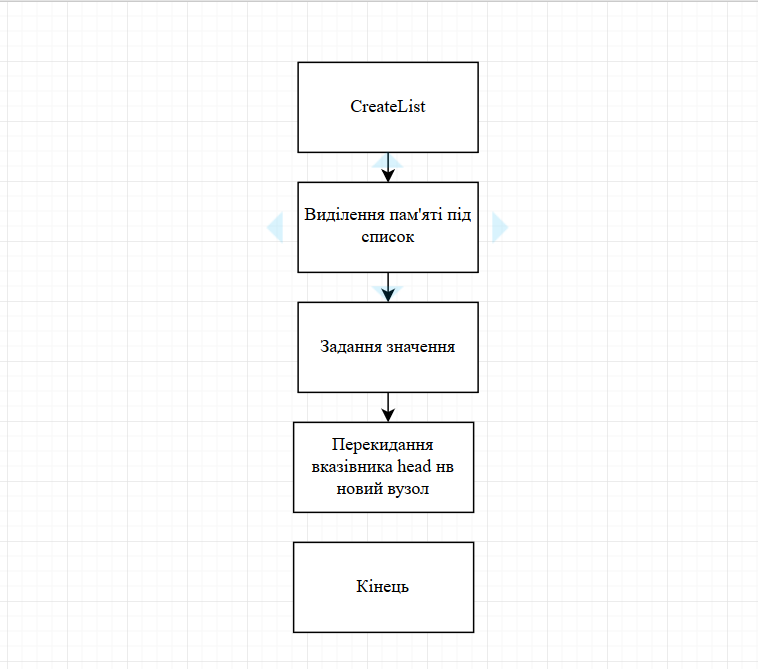 CreateList
Виділення пам'яті під
список
Задання значення
Перекидання
вказівника head нв
новий вузол
Кінець